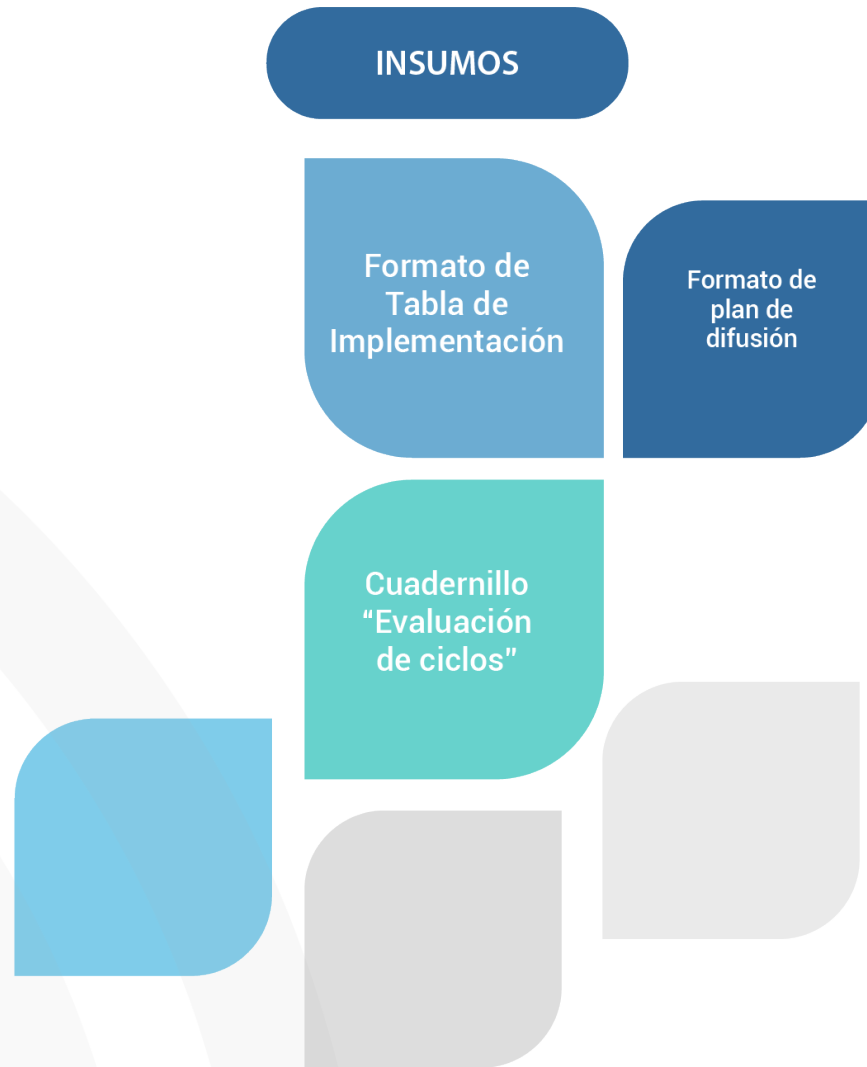 INSUMOS
Formato de
Tabla de
Implementación
Formato de
plan de
difusión
Cuadernillo
“Evaluación
de ciclos”